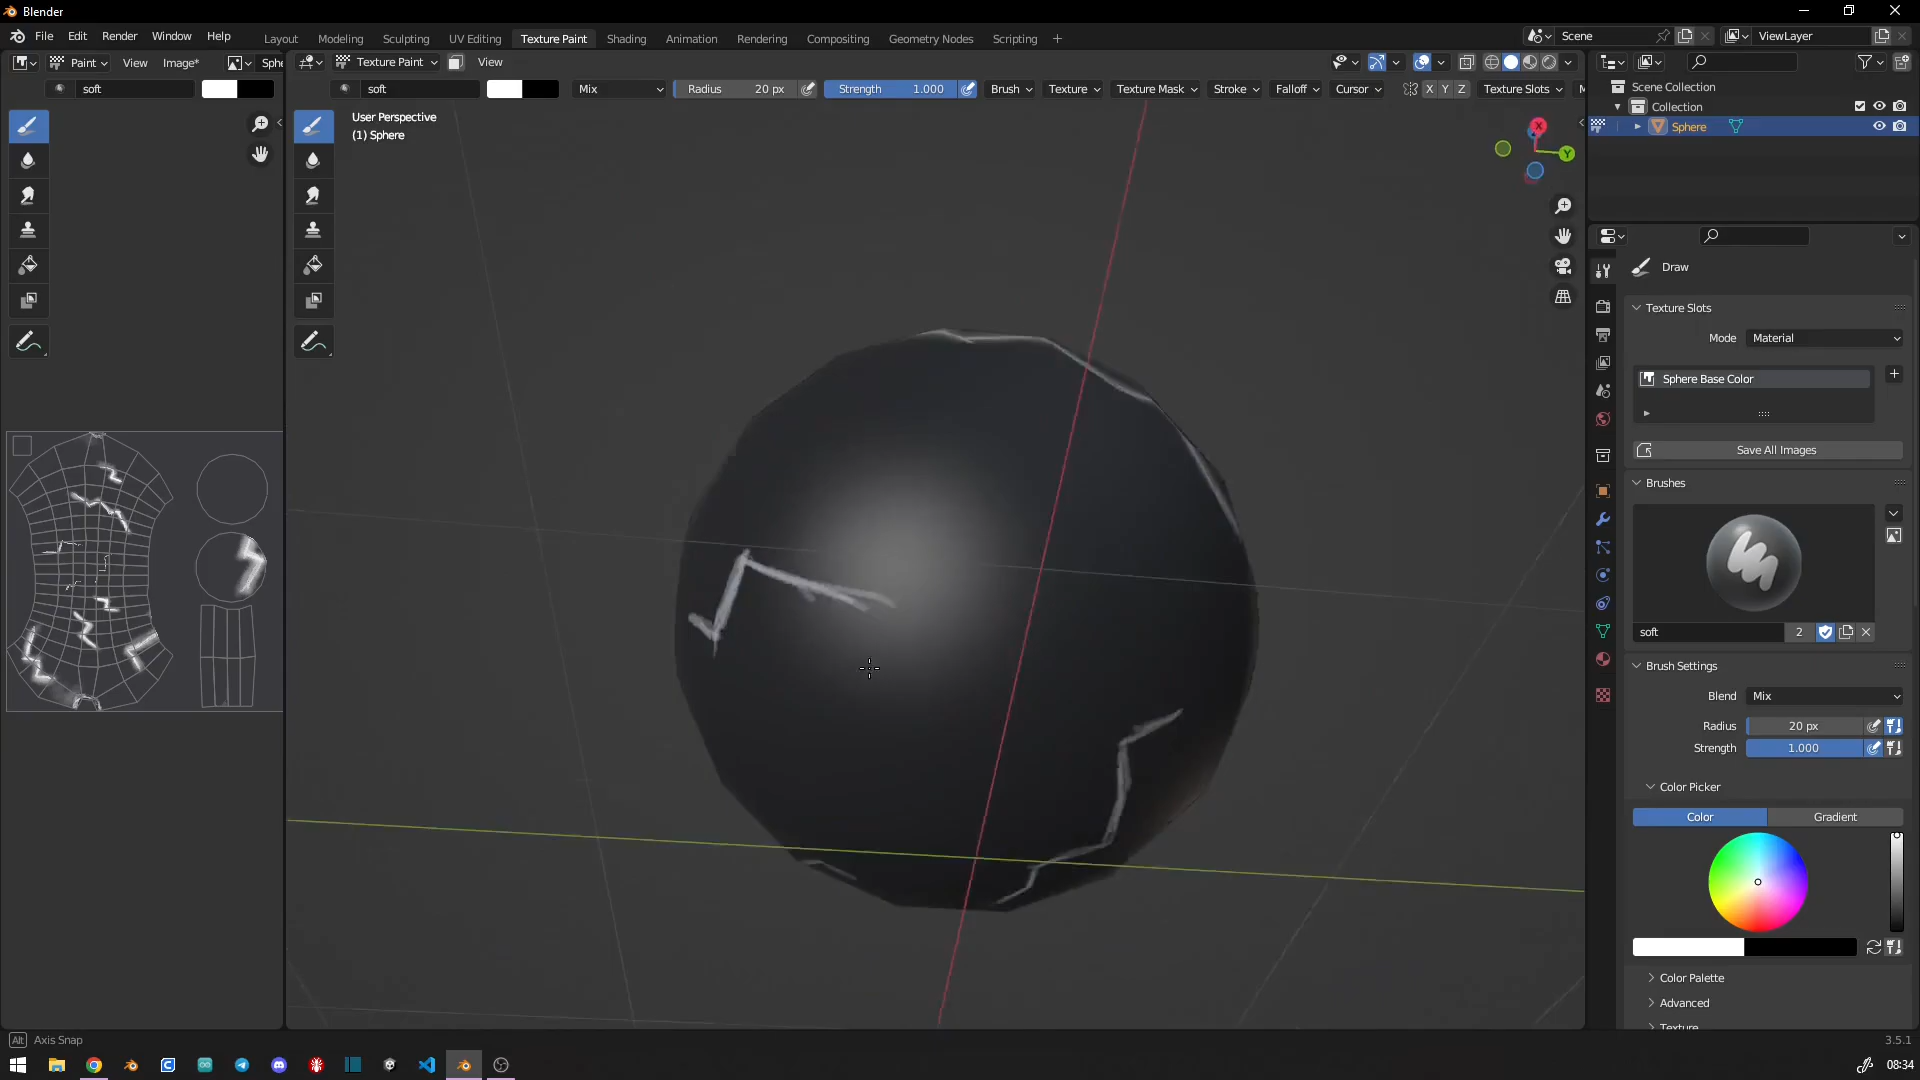 Blender
File Edit Render Window Help
Layout Modeling Sculpting UV Editing Texture Paint Shading Animation Rendering Compositing Geometry Nodes Scripting +
Scene
ViewLayer
Paint View Image* Sphe
Texture Paint View
soft
soft Mix Radius 20 px Strength 1.000 Brush Texture Texture Mask Stroke Falloff Cursor X Y Z Texture Slots M
User Perspective
(1) Sphere
X
Y
Scene Collection
Collection
Sphere
Draw
Texture Slots
Mode Material
Sphere Base Color
Save All Images
Brushes
soft 2
Brush Settings
Blend Mix
Radius 20 px
Strength 1.000
Color Picker
Color Gradient
Color Palette
Advanced
Texture
Alt Axis Snap
3.5.1
08:34